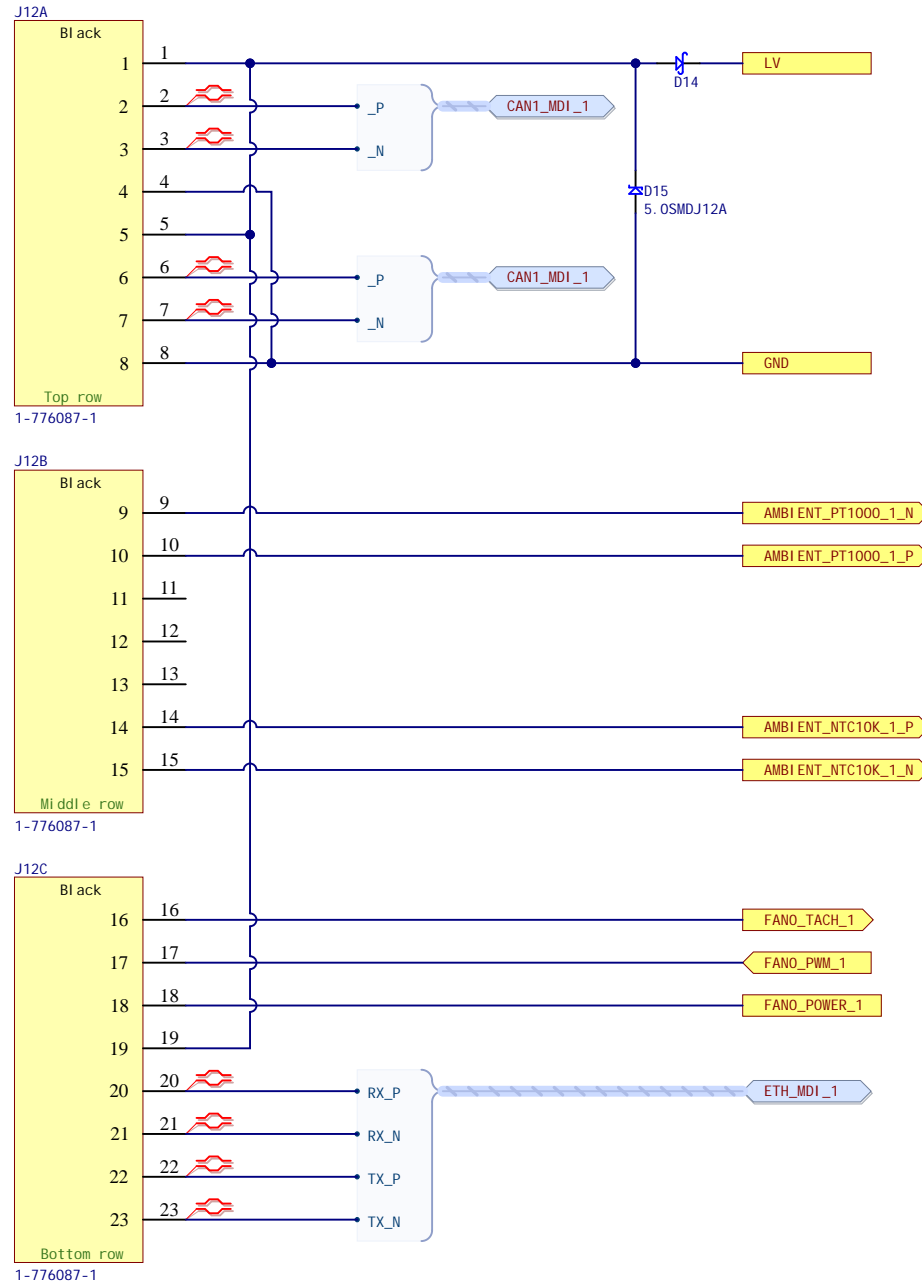 J12A
Black
1 1 LV
D14
2 2 _P CAN1_MDI_1
3 3 _N
4 4
D15
5.0SMDJ12A
5 5
6 6 _P CAN1_MDI_1
7 7 _N
8 8 GND
Top row
1-776087-1
J12B
Black
9 9 AMBIENT_PT1000_1_N
10 10 AMBIENT_PT1000_1_P
11 11
12 12
13 13
14 14 AMBIENT_NTC10K_1_P
15 15 AMBIENT_NTC10K_1_N
Middle row
1-776087-1
J12C
Black
16 16 FAN0_TACH_1
17 17 FAN0_PWM_1
18 18 FAN0_POWER_1
19 19
20 20 RX_P ETH_MDI_1
21 21 RX_N
22 22 TX_P
23 23 TX_N
Bottom row
1-776087-1